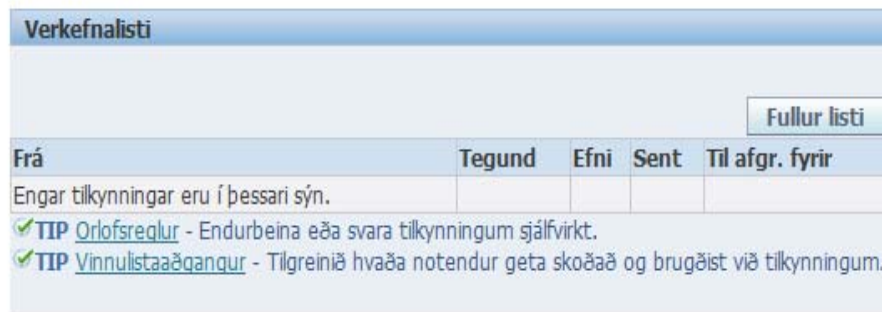 Verkefnalisti
Fullur listi
Frá Tegund Efni Sent Til afgr. fyrir
Engar tilkynningar eru í þessari sýn.
TIP Orlofsreglur - Endurbeina eða svara tilkynningum sjálfvirkt.
TIP Vinnulistaaðgangur - Tilgreinið hvaða notendur geta skoðað og brugðist við tilkynningum.